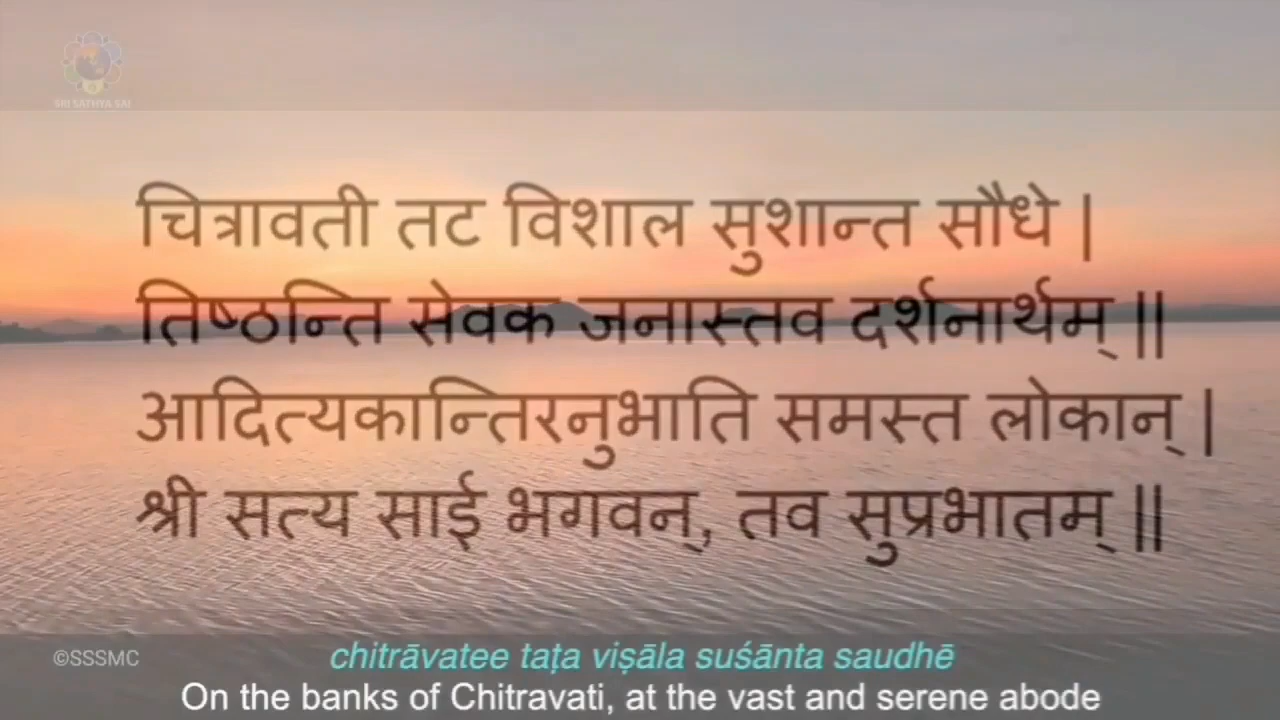 SRI SATHYA SAI
चित्रावती तट विशाल सुशान्त सौधे |
तिष्ठन्ति सेवक जनास्तव दर्शनार्थम् ||
आदित्यकान्तिरनुभाति समस्त लोकान् |
श्री सत्य साई भगवन्, तव सुप्रभातम् ||
©SSSMC
chitrāvatee taṭa viṣāla suśānta saudhē
On the banks of Chitravati, at the vast and serene abode